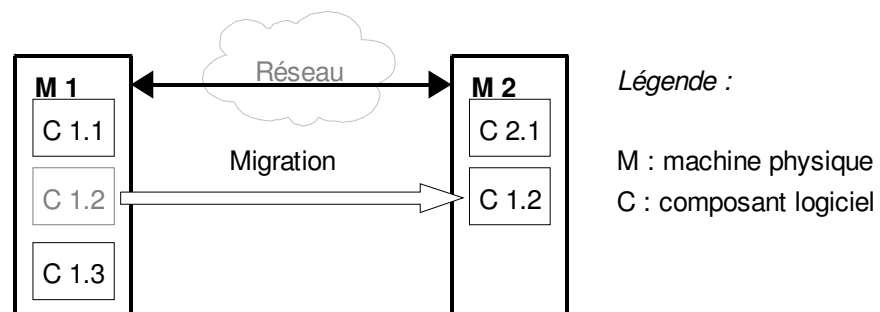 Réseau
M 1
C 1.1
C 1.2
C 1.3
Migration
M 2
C 2.1
C 1.2
Légende :
M : machine physique
C : composant logiciel